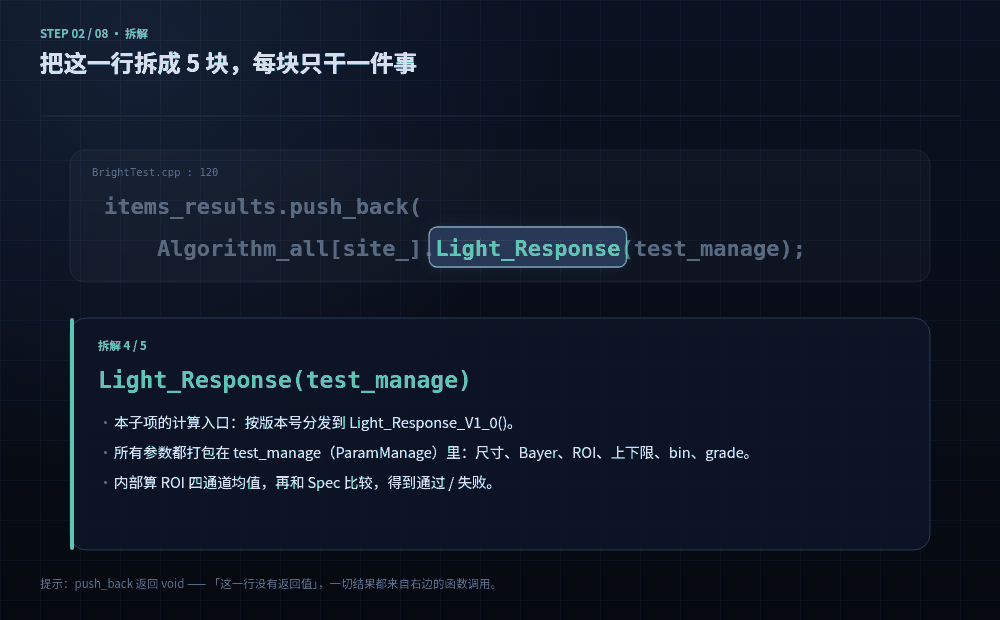 STEP 02 / 08 · 拆解
把这一行拆成 5 块，每块只干一件事
BrightTest.cpp : 120
items_results.push_back(
Algorithm_all[site_].Light_Response(test_manage);
拆解 4 / 5
Light_Response(test_manage)
· 本子项的计算入口：按版本号分发到 Light_Response_V1_0()。
· 所有参数都打包在 test_manage（ParamManage）里：尺寸、Bayer、ROI、上下限、bin、grade。
· 内部算 ROI 四通道均值，再和 Spec 比较，得到通过 / 失败。
提示：push_back 返回 void —— 「这一行没有返回值」，一切结果都来自右边的函数调用。